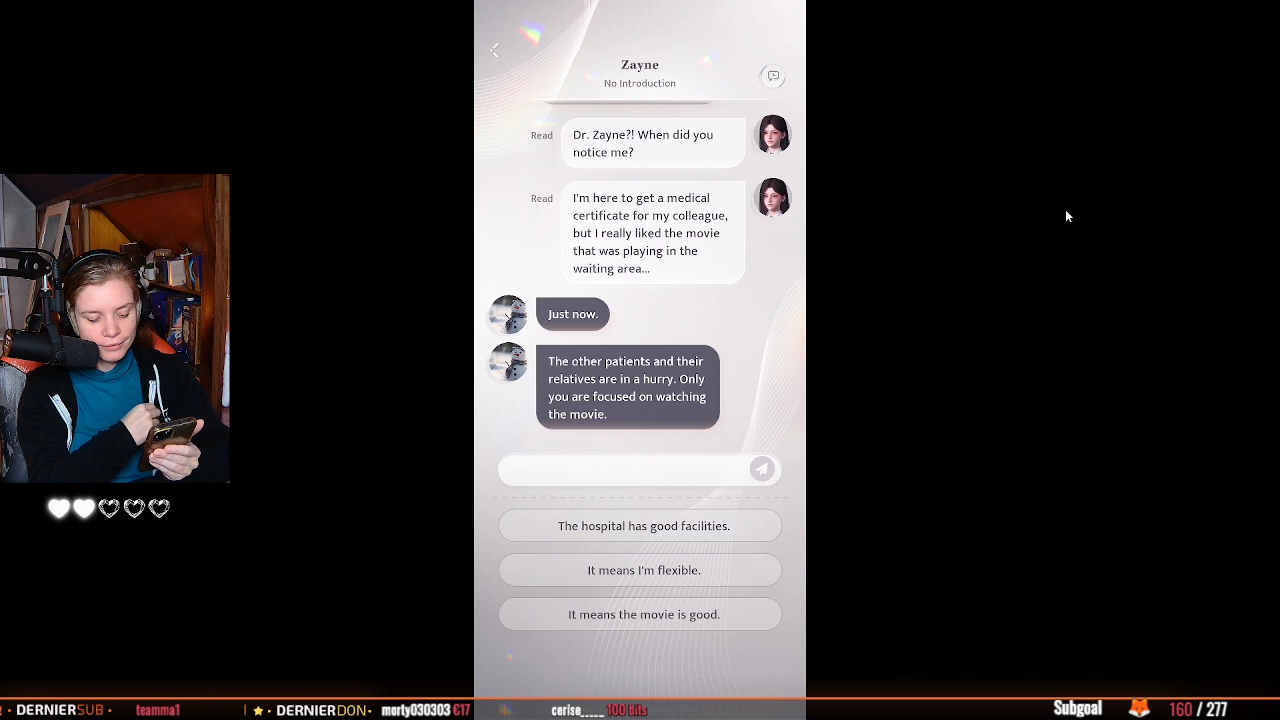 Zayne
No Introduction
Read
Dr. Zayne?! When did you
notice me?
Read
I'm here to get a medical
certificate for my colleague,
but I really liked the movie
that was playing in the
waiting area...
Just now.
The other patients and their
relatives are in a hurry. Only
you are focused on watching
the movie.
The hospital has good facilities.
It means I'm flexible.
It means the movie is good.
• DERNIERSUB • teamma1 | ★ • DERNIERDON • morty030303 €17 cerise_____ 100 Bits Subgoal 160 / 277